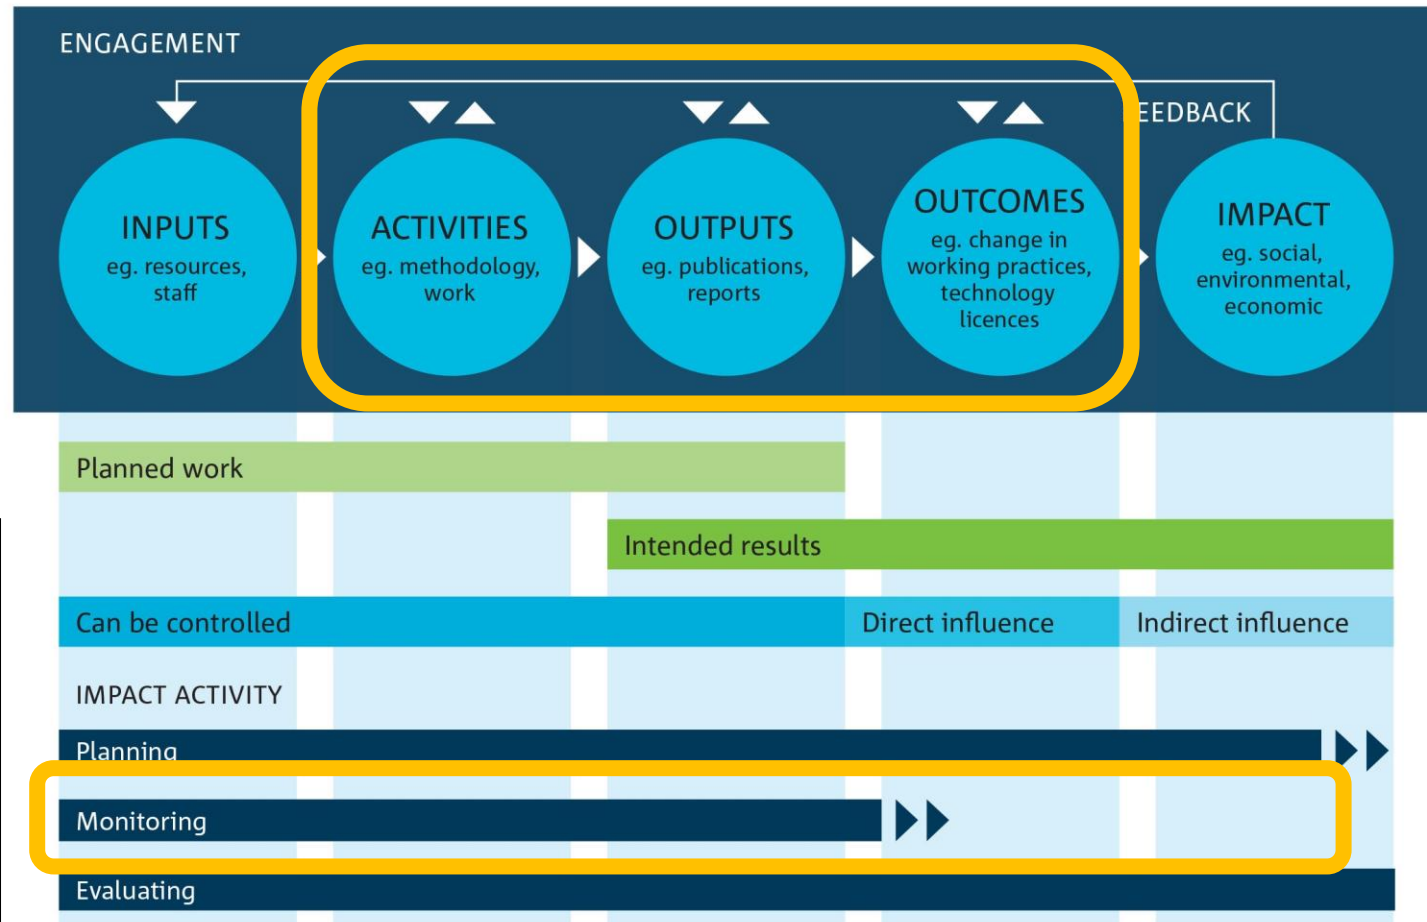 ENGAGEMENT
EEDBACK
INPUTS
eg. resources,
staff
ACTIVITIES
eg. methodology,
work
OUTPUTS
eg. publications,
reports
OUTCOMES
eg. change in
working practices,
technology
licences
IMPACT
eg. social,
environmental,
economic
Planned work
Intended results
Can be controlled
Direct influence
Indirect influence
IMPACT ACTIVITY
Planning
Monitoring
Evaluating